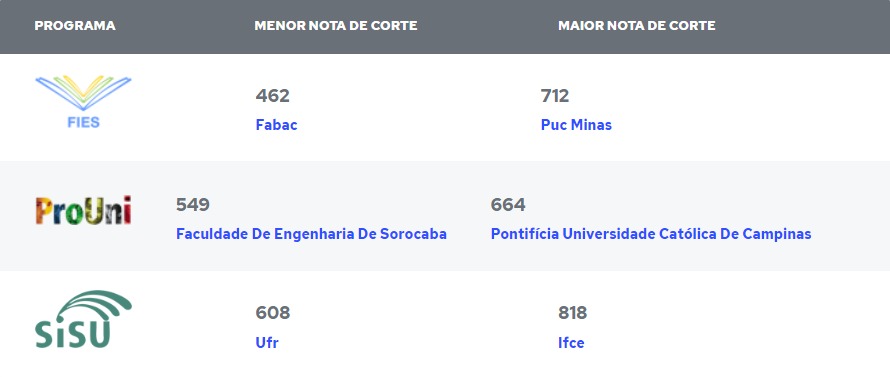 PROGRAMA MENOR NOTA DE CORTE MAIOR NOTA DE CORTE
FIES
462 712
Fabac Puc Minas
ProUni
549 664
Faculdade De Engenharia De Sorocaba Pontifícia Universidade Católica De Campinas
SiSU
608 818
Ufr Ifce